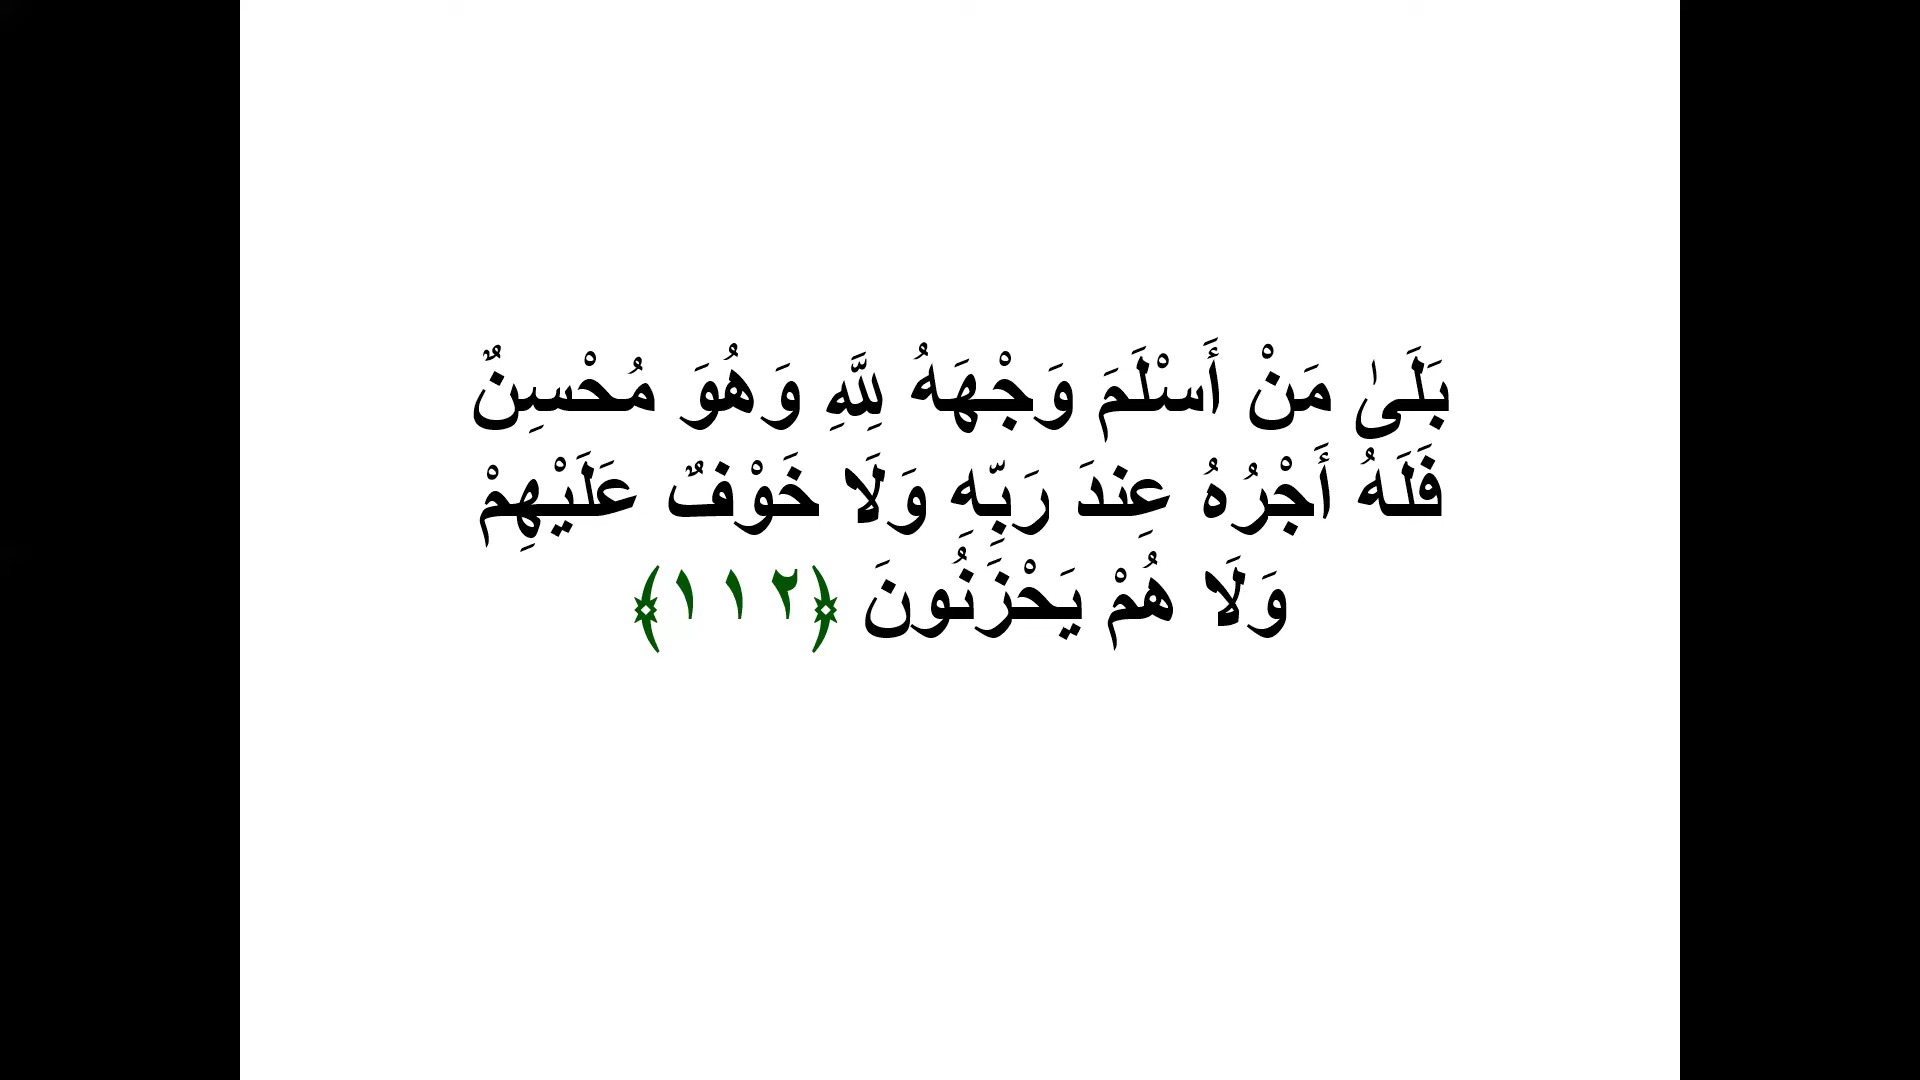 بَلَىٰ مَنْ أَسْلَمَ وَجْهَهُ لِلَّهِ وَهُوَ مُحْسِنٌ
فَلَهُ أَجْرُهُ عِندَ رَبِّهِ وَلَا خَوْفٌ عَلَيْهِمْ
وَلَا هُمْ يَحْزَنُونَ ﴿١١٢﴾